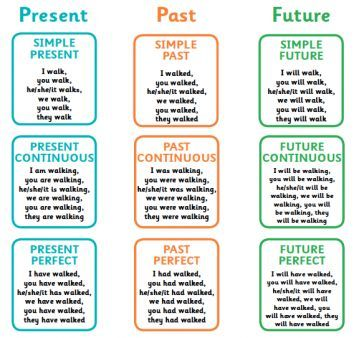 Present
Past
Future
SIMPLE
PRESENT
I walk,
you walk,
he/she/it walks,
we walk,
you walk,
they walk
SIMPLE
PAST
I walked,
you walked,
he/she/it walked,
we walked,
you walked,
they walked
SIMPLE
FUTURE
I will walk,
you will walk,
he/she/it will walk,
we will walk,
you will walk,
they will walk
PRESENT
CONTINUOUS
I am walking,
you are walking,
he/she/it is walking,
we are walking,
you are walking,
they are walking
PAST
CONTINUOUS
I was walking,
you were walking,
he/she/it was walking,
we were walking,
you were walking,
they were walking
FUTURE
CONTINUOUS
I will be walking,
you will be walking,
he/she/it will be
walking, we will be
walking, you will
be walking, they
will be walking
PRESENT
PERFECT
I have walked,
you have walked,
he/she/it has walked,
we have walked,
you have walked,
they have walked
PAST
PERFECT
I had walked,
you had walked,
he/she/it had walked,
we had walked,
you had walked,
they had walked
FUTURE
PERFECT
I will have walked,
you will have walked,
he/she/it will have
walked, we will
have walked, you
will have walked, they
will have walked